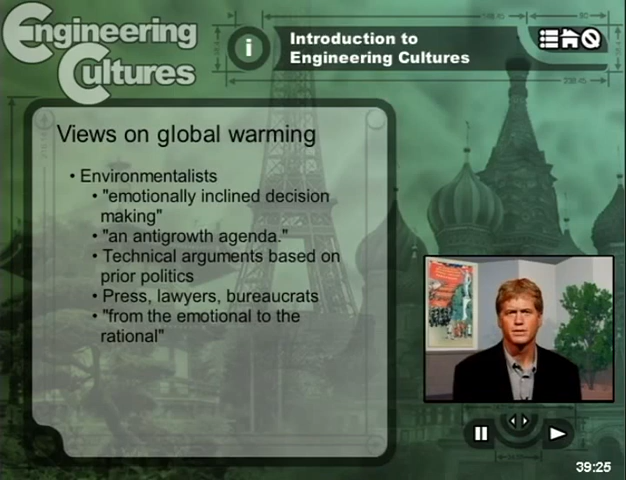 Engineering
Cultures
i
Introduction to
Engineering Cultures
Views on global warming
• Environmentalists
• "emotionally inclined decision
making"
• "an antigrowth agenda."
• Technical arguments based on
prior politics
• Press, lawyers, bureaucrats
• "from the emotional to the
rational"
39:25